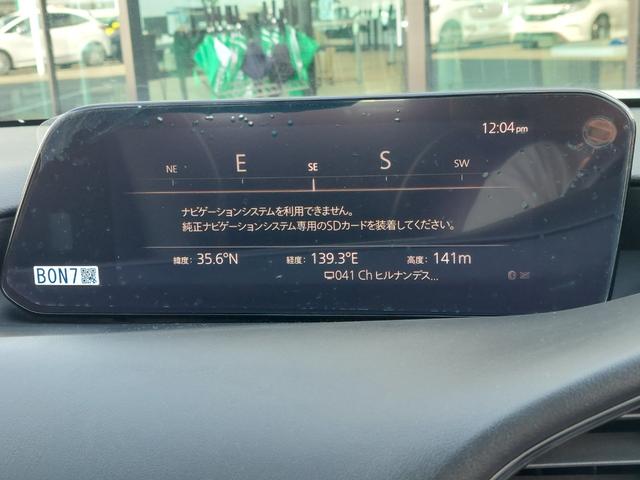 12:04pm
NE E SE S SW
ナビゲーションシステムを利用できません。
純正ナビゲーションシステム専用のSDカードを装着してください。
緯度: 35.6°N 経度: 139.3°E 高度: 141m
041 Ch ヒルナンデス...
BON7